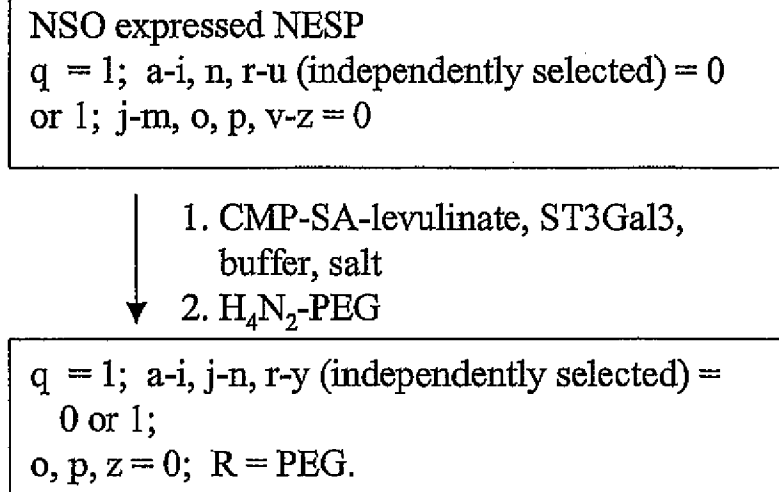 NSO expressed NESP
q = 1; a-i, n, r-u (independently selected) = 0
or 1; j-m, o, p, v-z = 0
1. CMP-SA-levulinate, ST3Gal3,
buffer, salt
2. H₄N₂-PEG
q = 1; a-i, j-n, r-y (independently selected) =
0 or 1;
o, p, z = 0; R = PEG.